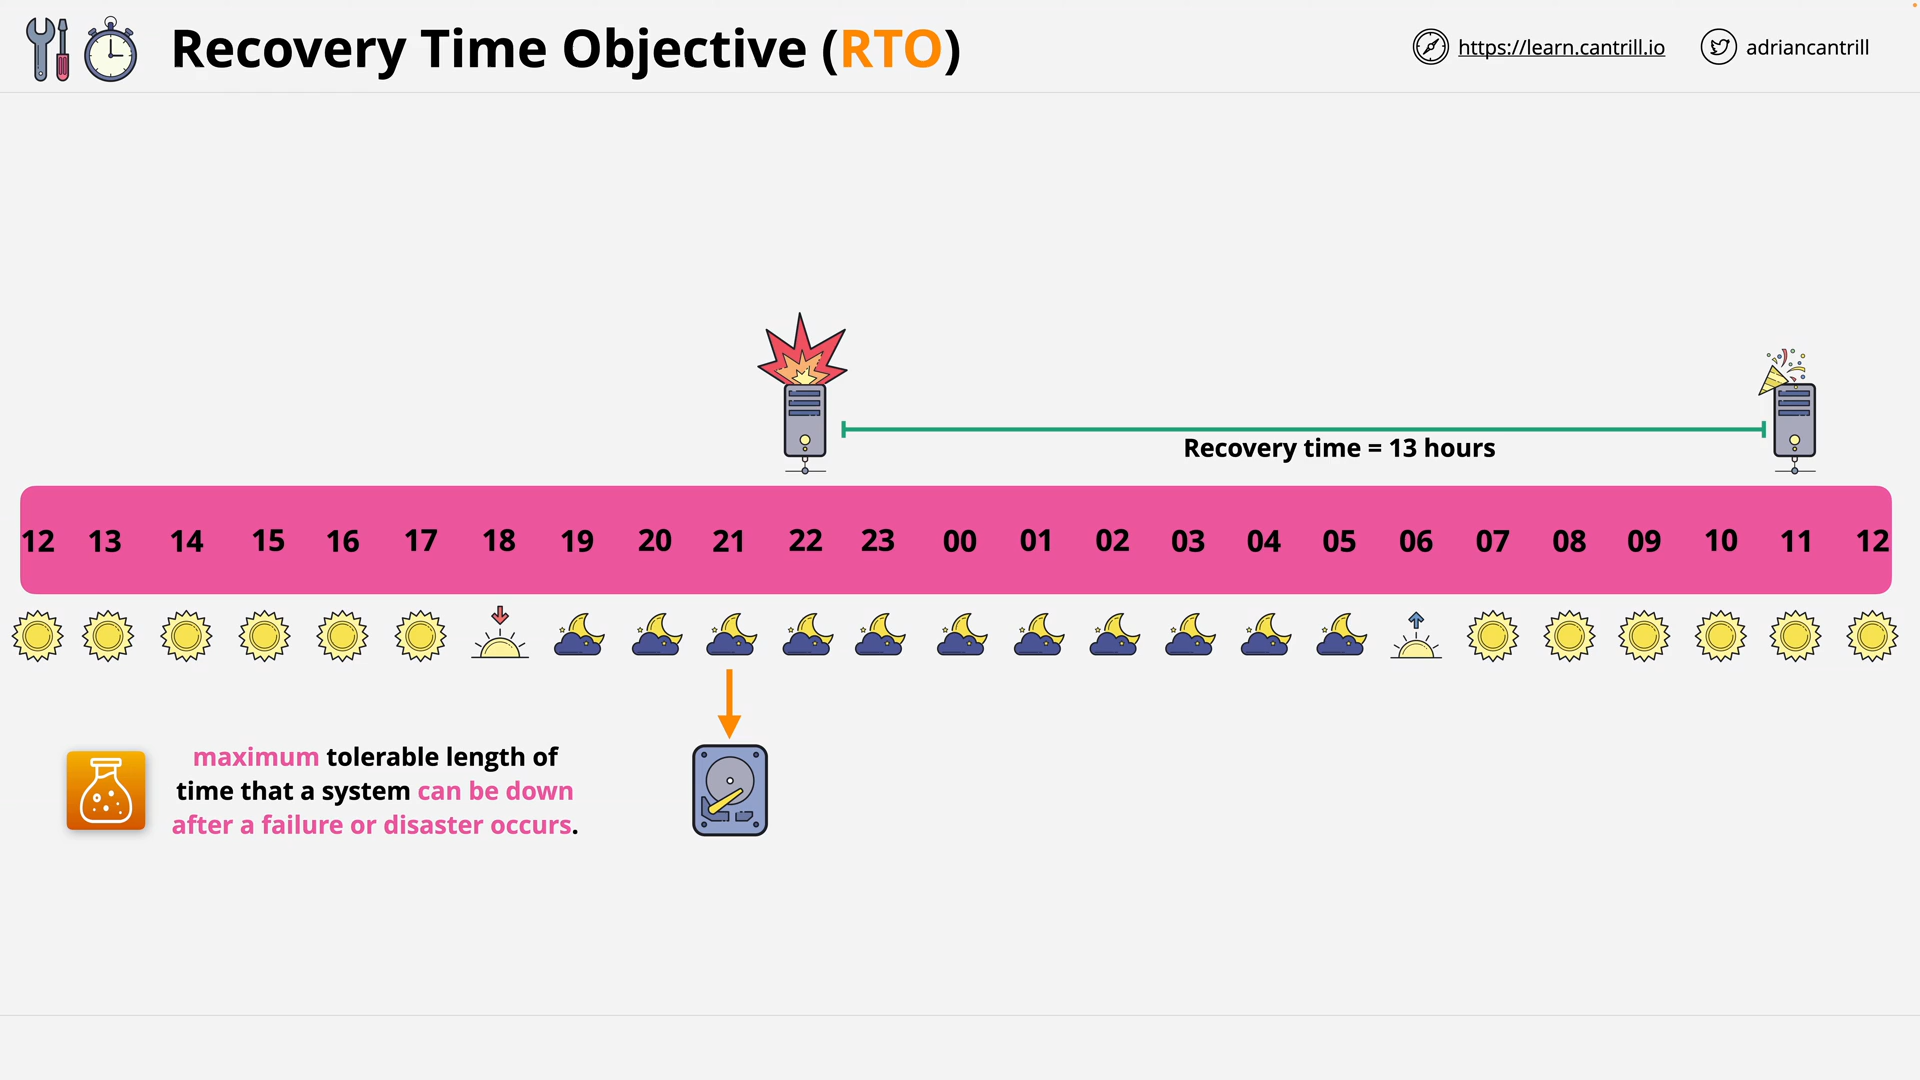 Recovery Time Objective (RTO)
https://learn.cantrill.io
adriancantrill
Recovery time = 13 hours
12 13 14 15 16 17 18 19 20 21 22 23 00 01 02 03 04 05 06 07 08 09 10 11 12
maximum tolerable length of
time that a system can be down
after a failure or disaster occurs.